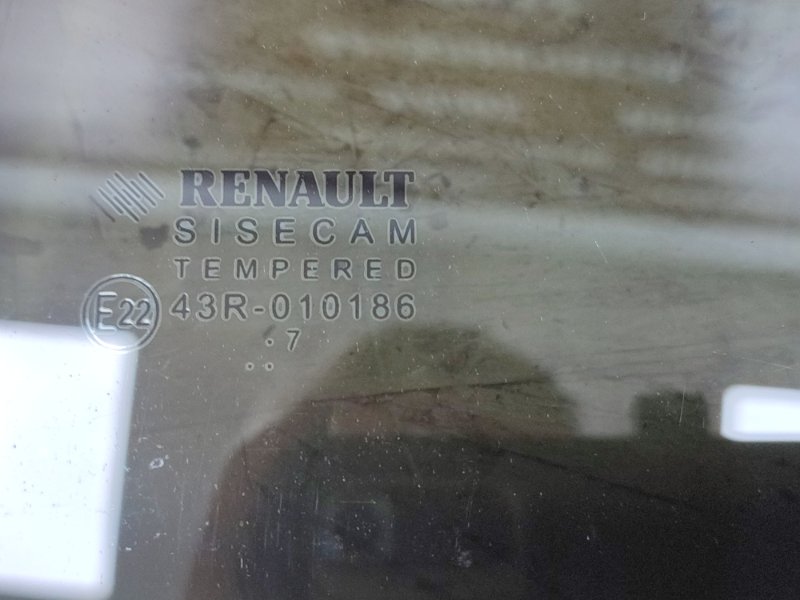 RENAULT
SISECAM
TEMPERED
E22 43R-010186
. 7
. .